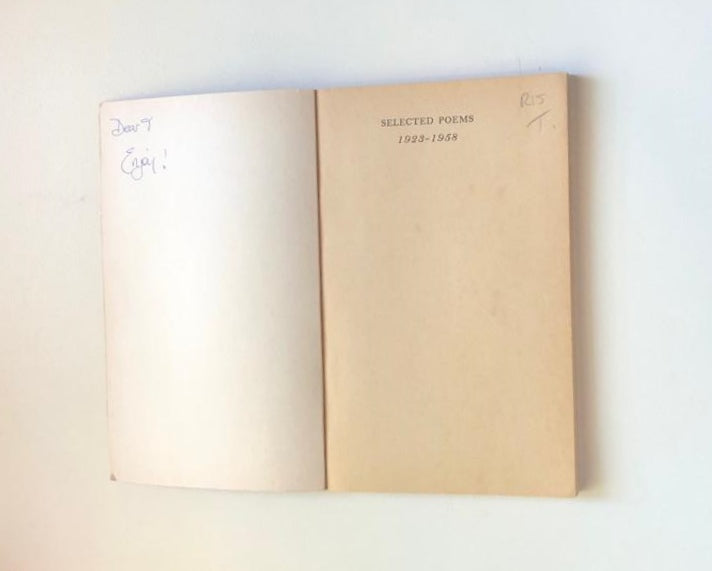 Dear
Enjoy!
SELECTED POEMS
1923-1958
R15
T.